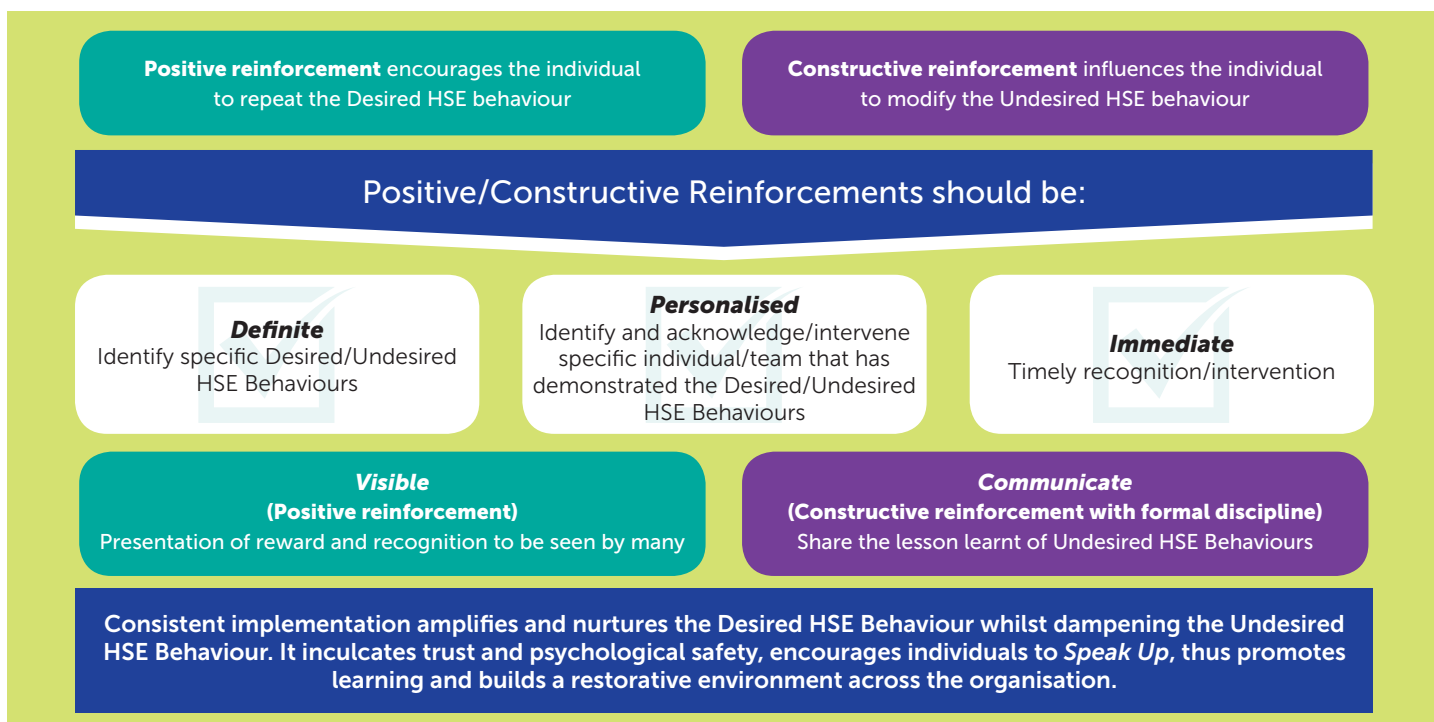 Positive reinforcement encourages the individual
to repeat the Desired HSE behaviour
Constructive reinforcement influences the individual
to modify the Undesired HSE behaviour
Positive/Constructive Reinforcements should be:
Definite
Identify specific Desired/Undesired
HSE Behaviours
Personalised
Identify and acknowledge/intervene
specific individual/team that has
demonstrated the Desired/Undesired
HSE Behaviours
Immediate
Timely recognition/intervention
Visible
(Positive reinforcement)
Presentation of reward and recognition to be seen by many
Communicate
(Constructive reinforcement with formal discipline)
Share the lesson learnt of Undesired HSE Behaviours
Consistent implementation amplifies and nurtures the Desired HSE Behaviour whilst dampening the Undesired
HSE Behaviour. It inculcates trust and psychological safety, encourages individuals to Speak Up, thus promotes
learning and builds a restorative environment across the organisation.